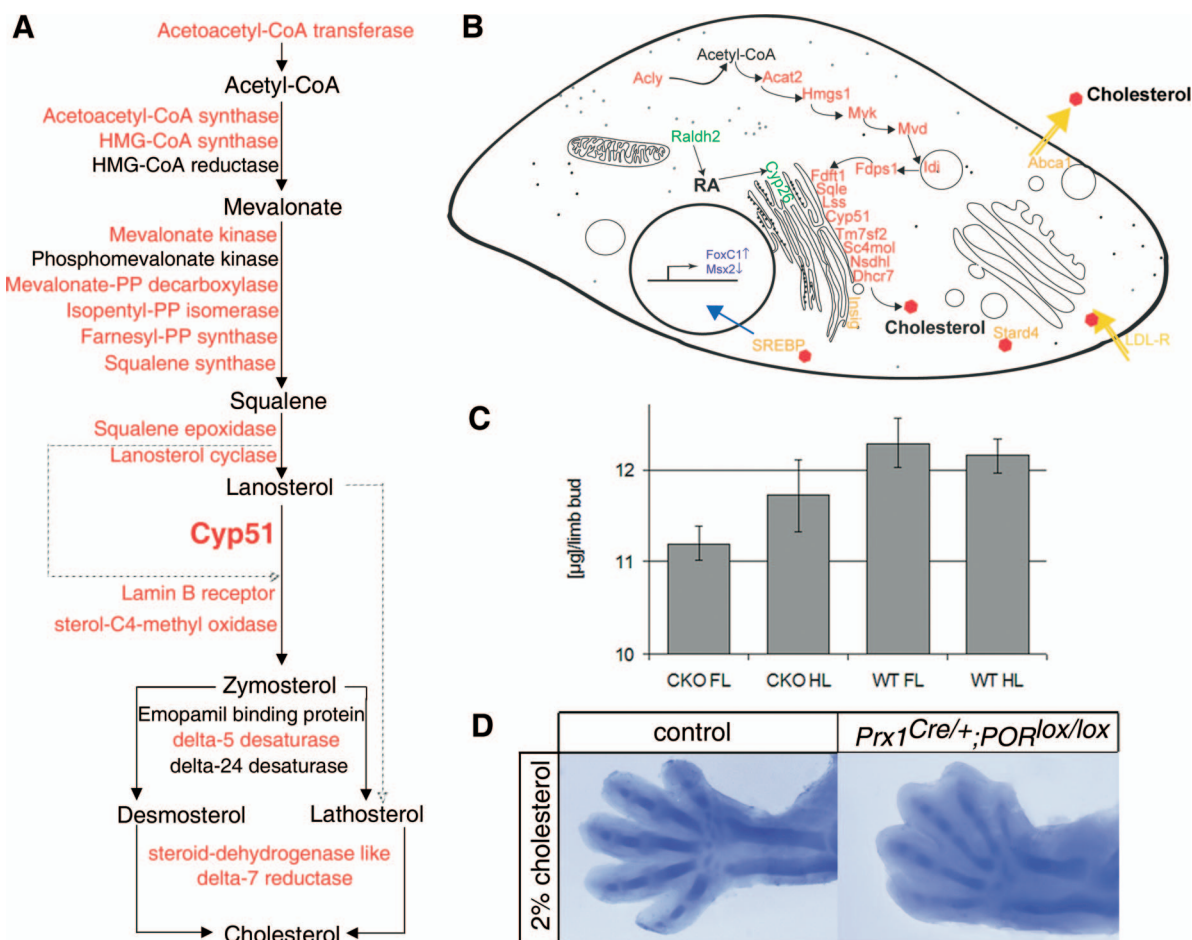 A
Acetoacetyl-CoA transferase
Acetyl-CoA
Acetoacetyl-CoA synthase
HMG-CoA synthase
HMG-CoA reductase
Mevalonate
Mevalonate kinase
Phosphomevalonate kinase
Mevalonate-PP decarboxylase
Isopentyl-PP isomerase
Farnesyl-PP synthase
Squalene synthase
Squalene
Squalene epoxidase
Lanosterol cyclase
Lanosterol
Cyp51
Lamin B receptor
sterol-C4-methyl oxidase
Zymosterol
Emopamil binding protein
delta-5 desaturase
delta-24 desaturase
Desmosterol
Lathosterol
steroid-dehydrogenase like
delta-7 reductase
Cholesterol
B
Acetyl-CoA
Acly
Acat2
Hmgs1
Mvk
Mvd
Idi
Fdps1
Fdft1
Sqle
Lss
Cyp51
Tm7sf2
Sc4mol
Nsdhl
Dhcr7
Cholesterol
Raldh2
RA
Cyp26
FoxC1↑
Msx2↓
Insig
SREBP
Stard4
LDL-R
Abca1
Cholesterol
C
[µg]/limb bud
12
11
10
CKO FL
CKO HL
WT FL
WT HL
D
control
Prx1Cre/+;PORlox/lox
2% cholesterol